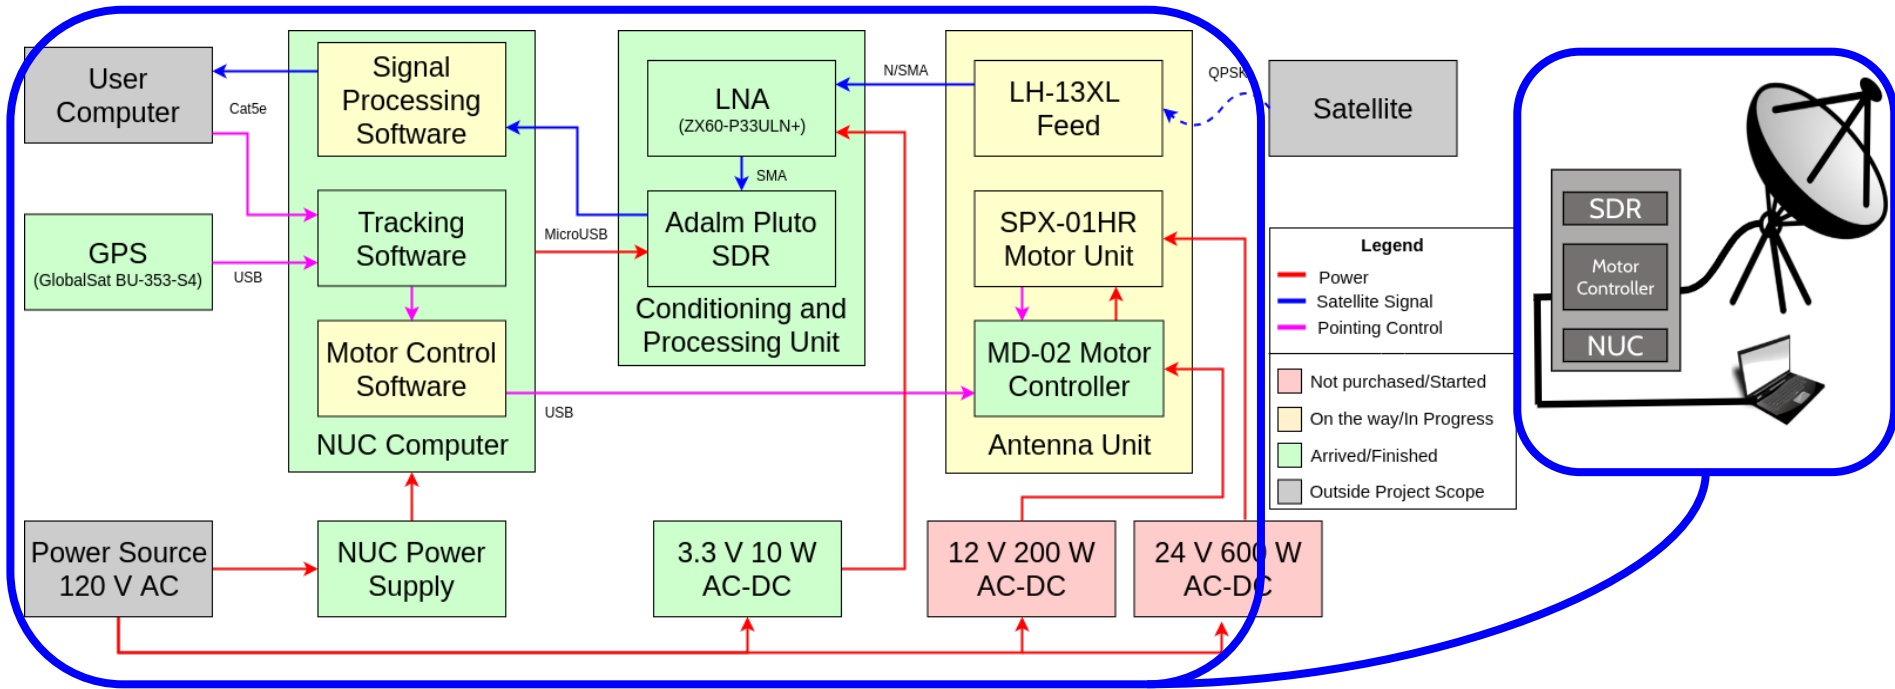 User
Computer
Cat5e
GPS
(GlobalSat BU-353-S4)
USB
Power Source
120 V AC
Signal
Processing
Software
Tracking
Software
Motor Control
Software
NUC Computer
NUC Power
Supply
MicroUSB
USB
LNA
(ZX60-P33ULN+)
SMA
Adalm Pluto
SDR
Conditioning and
Processing Unit
3.3 V 10 W
AC-DC
N/SMA
LH-13XL
Feed
SPX-01HR
Motor Unit
MD-02 Motor
Controller
Antenna Unit
12 V 200 W
AC-DC
24 V 600 W
AC-DC
QPSK
Satellite
Legend
Power
Satellite Signal
Pointing Control
Not purchased/Started
On the way/In Progress
Arrived/Finished
Outside Project Scope
SDR
Motor
Controller
NUC